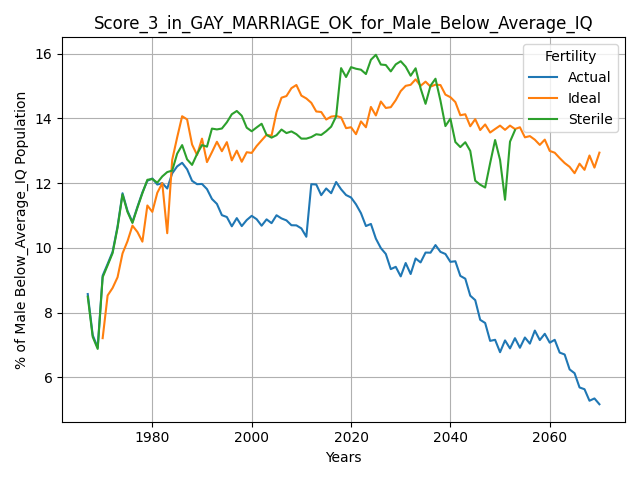 Score_3_in_GAY_MARRIAGE_OK_for_Male_Below_Average_IQ
% of Male Below_Average_IQ Population
16
14
12
10
8
6
Fertility
Actual
Ideal
Sterile
1980
2000
2020
2040
2060
Years